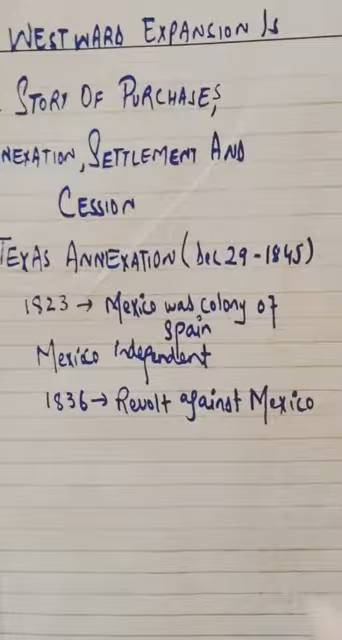 WESTWARD EXPANSION IS
STORY OF PURCHASES,
NEXATION, SETTLEMENT AND
CESSION
TEXAS ANNEXATION (Dec 29-1845)
1823 → Mexico was colony of
Spain
Mexico independent
1836 → Revolt against Mexico